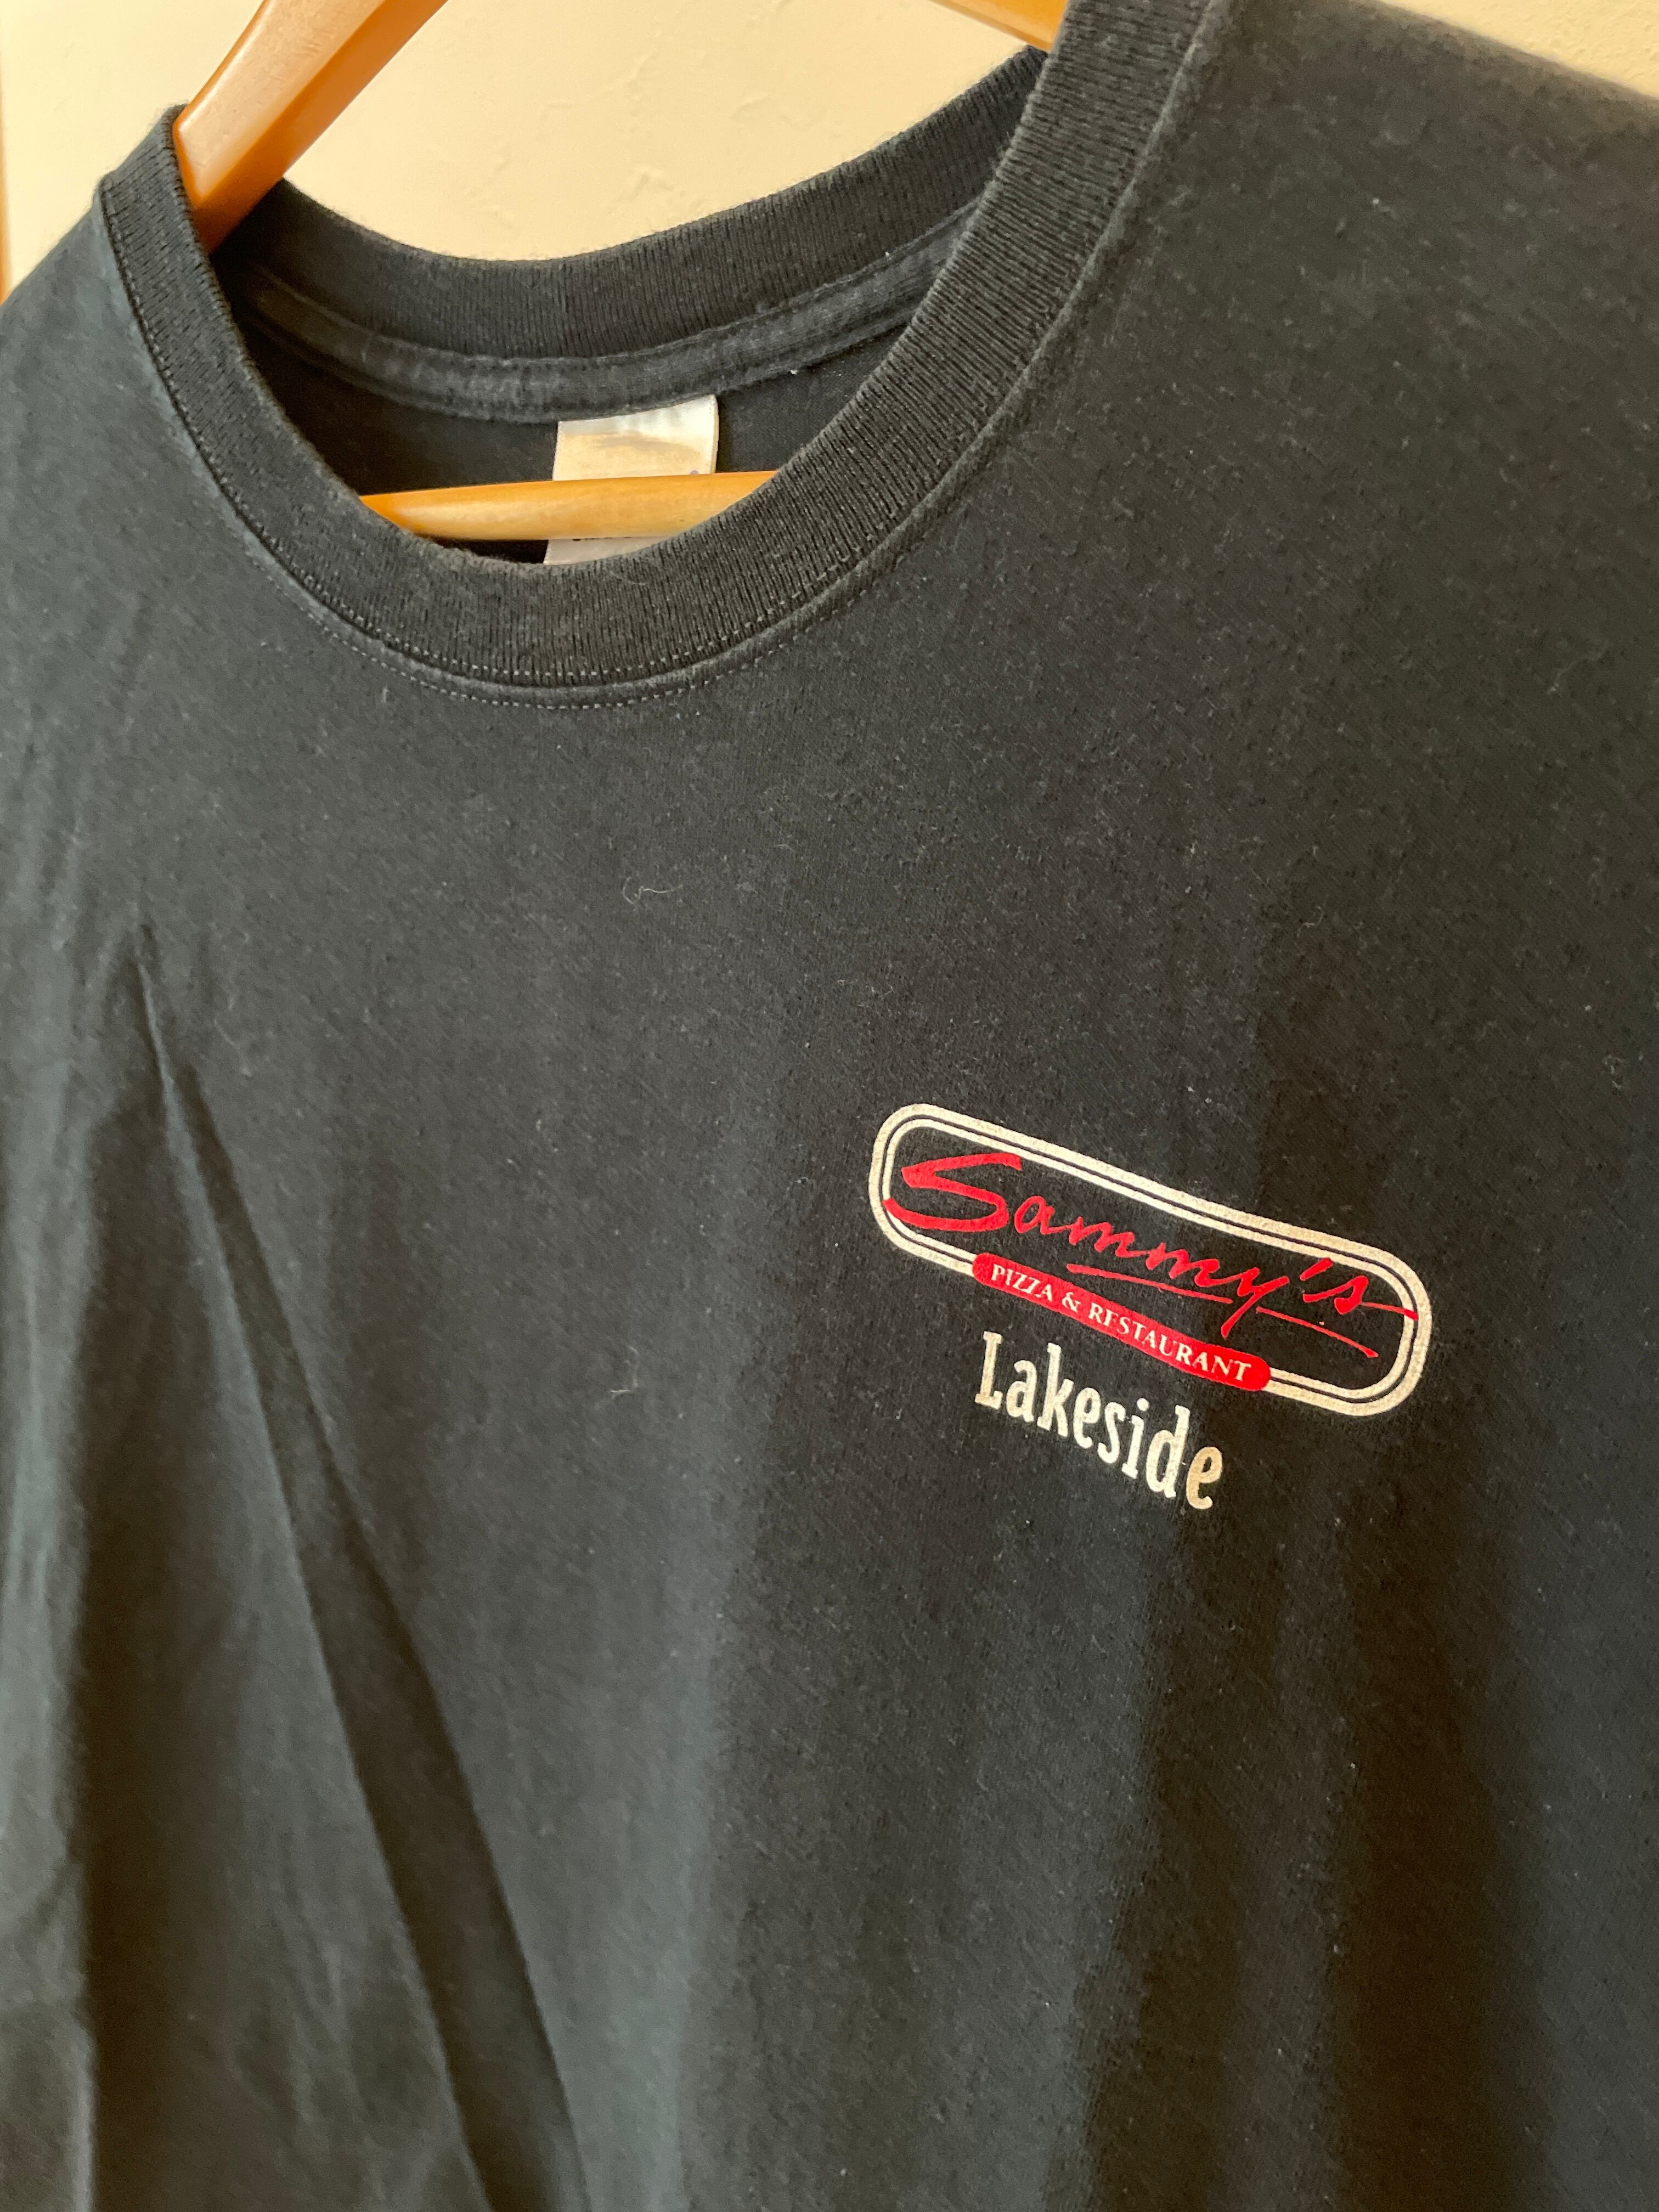 Sammy's
PIZZA & RESTAURANT
Lakeside